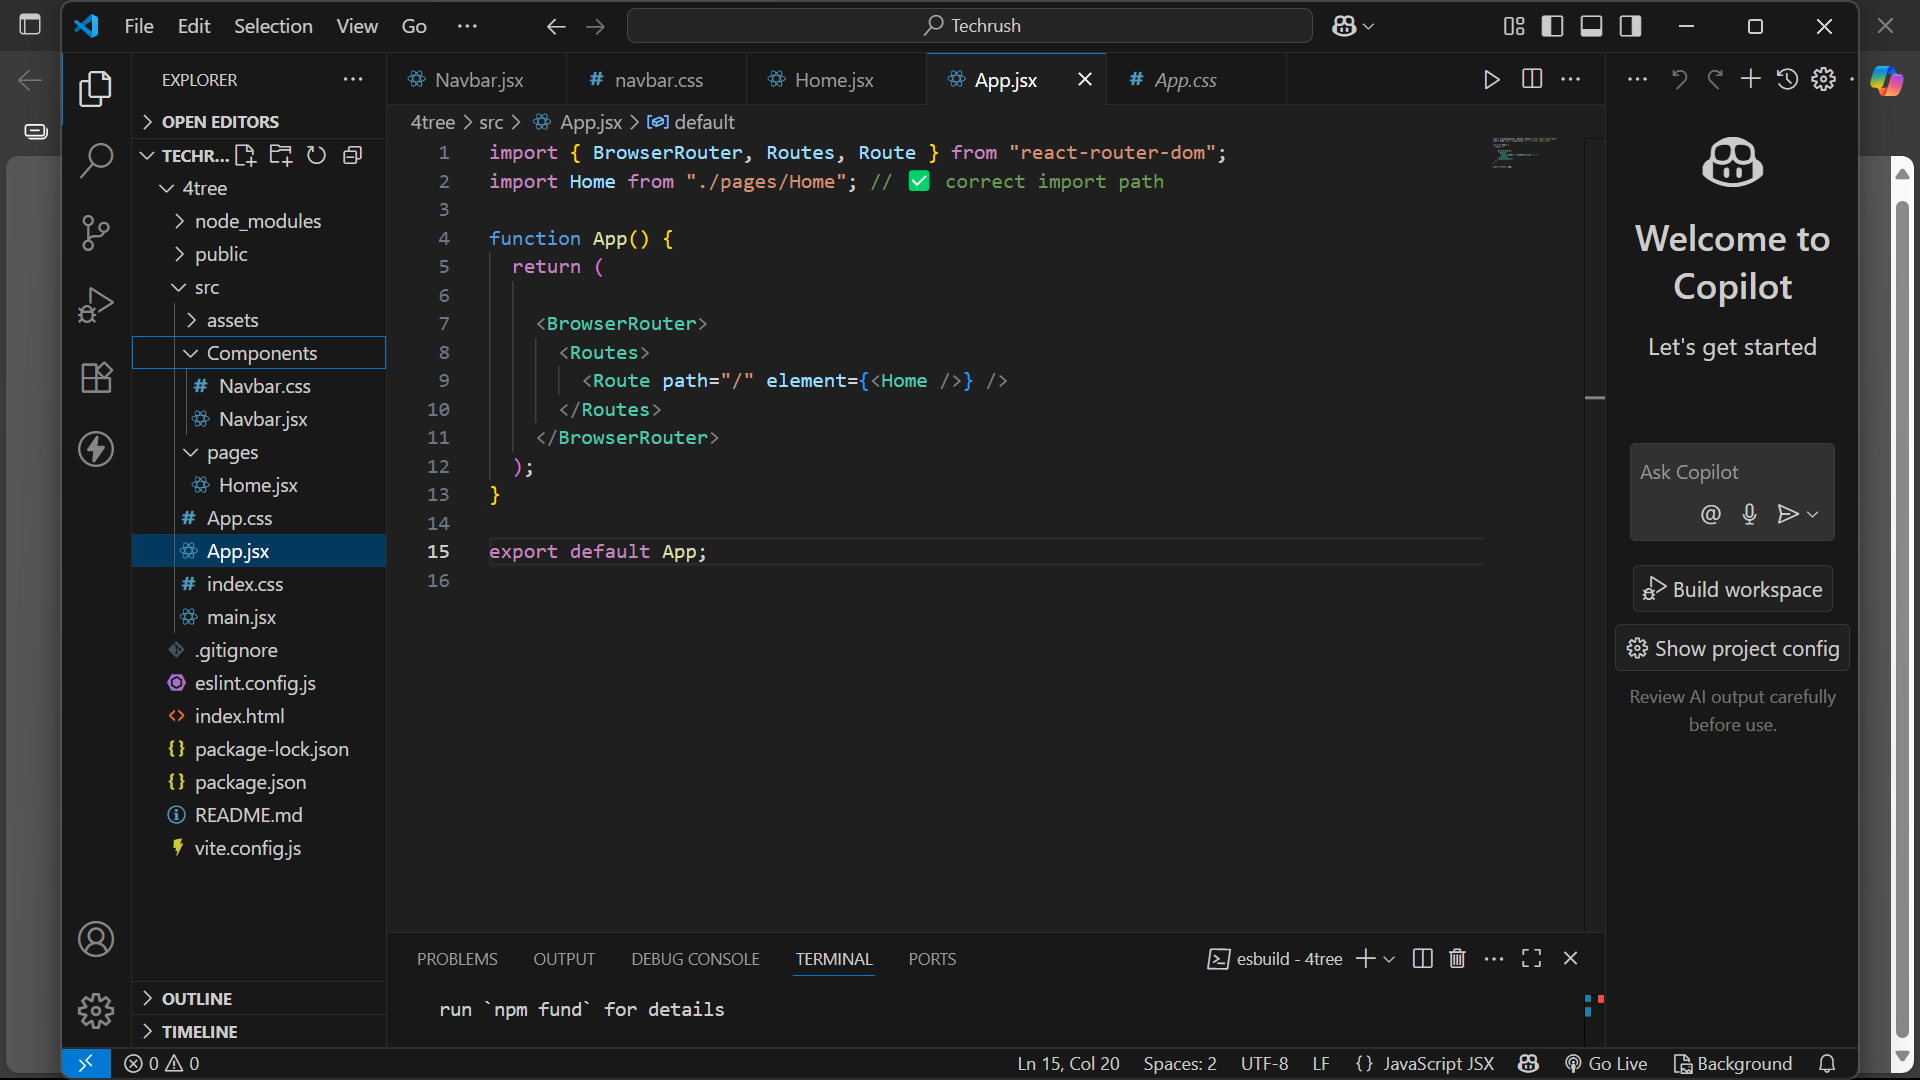 File Edit Selection View Go ··· Techrush
EXPLORER ···
OPEN EDITORS
TECHR...
4tree
node_modules
public
src
assets
Components
Navbar.css
Navbar.jsx
pages
Home.jsx
App.css
App.jsx
index.css
main.jsx
.gitignore
eslint.config.js
index.html
package-lock.json
package.json
README.md
vite.config.js
OUTLINE
TIMELINE
Navbar.jsx # navbar.css Home.jsx App.jsx # App.css
4tree > src > App.jsx > default
1 import { BrowserRouter, Routes, Route } from "react-router-dom";
2 import Home from "./pages/Home"; // ✅ correct import path
3
4 function App() {
5 return (
6
7 <BrowserRouter>
8 <Routes>
9 <Route path="/" element={<Home />} />
10 </Routes>
11 </BrowserRouter>
12 );
13 }
14
15 export default App;
16
PROBLEMS OUTPUT DEBUG CONSOLE TERMINAL PORTS esbuild - 4tree
run `npm fund` for details
Welcome to
Copilot
Let's get started
Ask Copilot
@
Build workspace
Show project config
Review AI output carefully
before use.
0 0 Ln 15, Col 20 Spaces: 2 UTF-8 LF {} JavaScript JSX Go Live Background